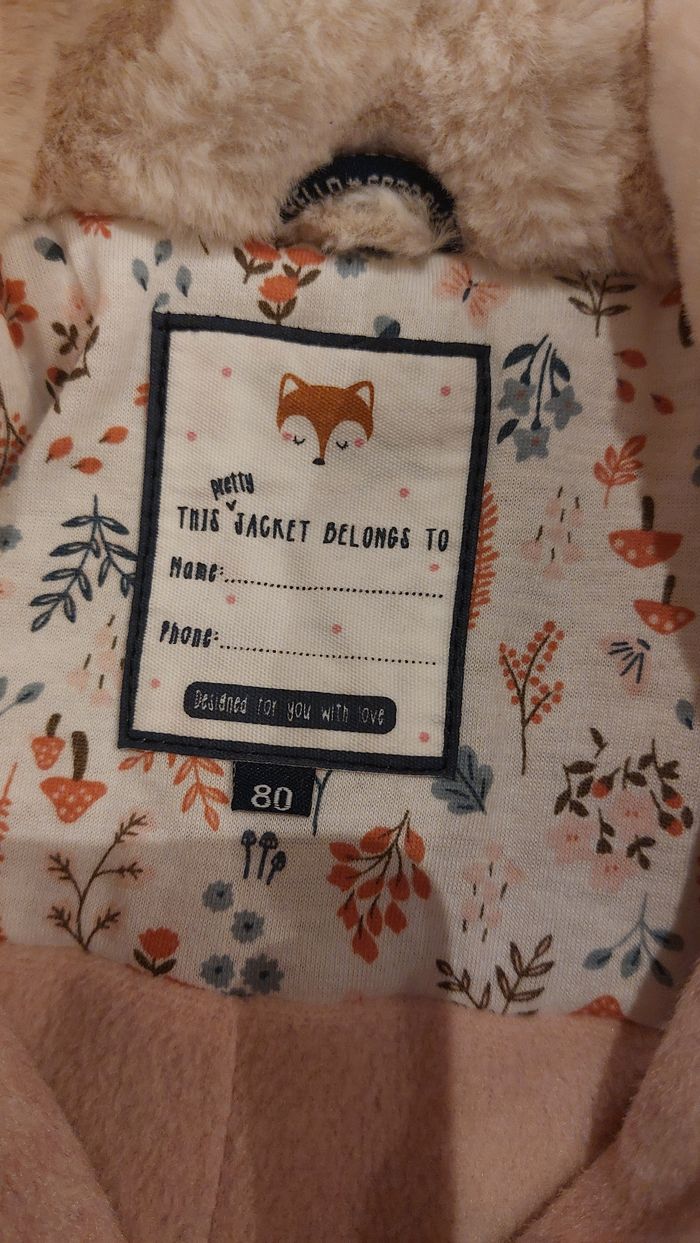 pretty
THIS JACKET BELONGS TO
Name:
Phone:
Designed for you with love
80